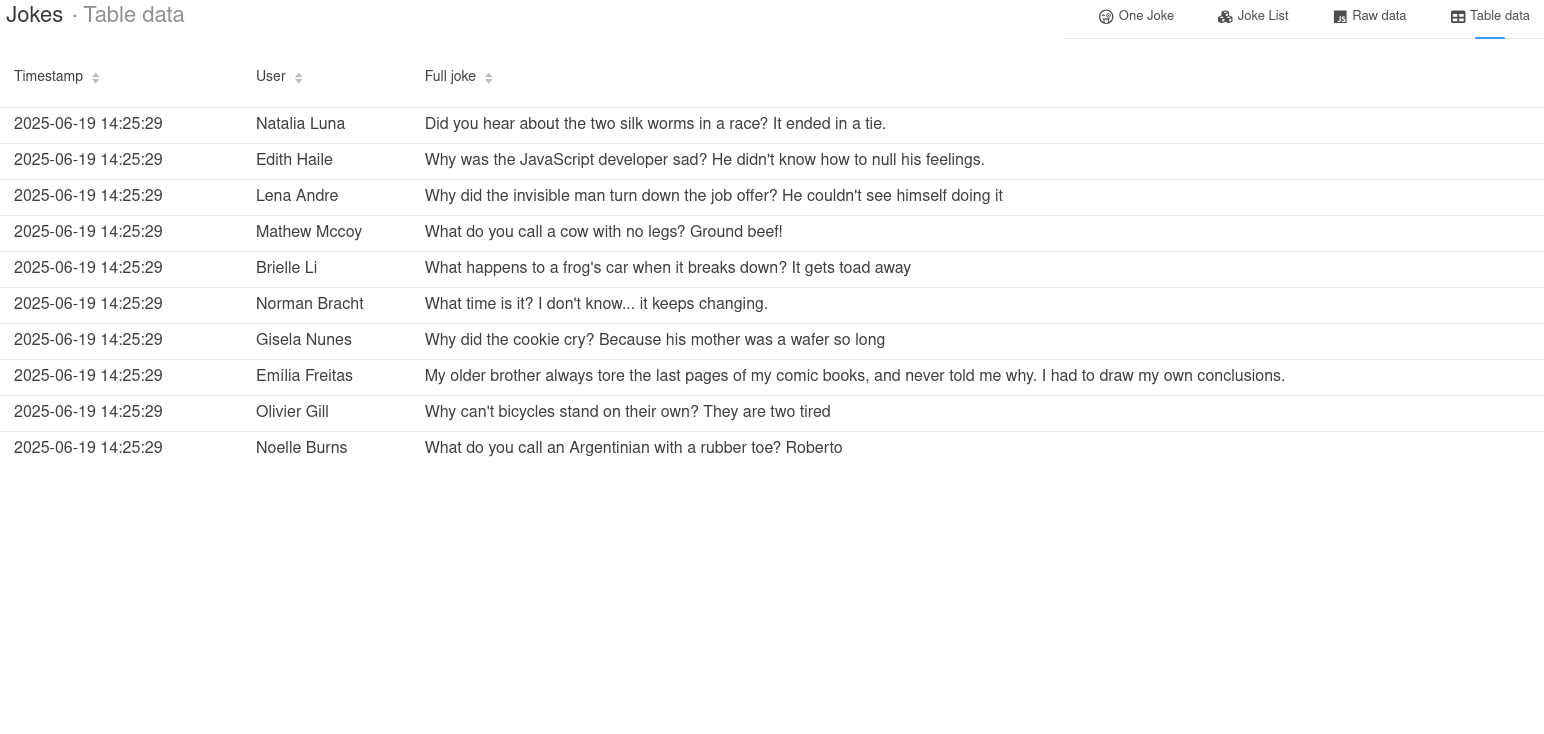 Jokes · Table data
One Joke Joke List Raw data Table data
Timestamp User Full joke
2025-06-19 14:25:29 Natalia Luna Did you hear about the two silk worms in a race? It ended in a tie.
2025-06-19 14:25:29 Edith Haile Why was the JavaScript developer sad? He didn't know how to null his feelings.
2025-06-19 14:25:29 Lena Andre Why did the invisible man turn down the job offer? He couldn't see himself doing it
2025-06-19 14:25:29 Mathew Mccoy What do you call a cow with no legs? Ground beef!
2025-06-19 14:25:29 Brielle Li What happens to a frog's car when it breaks down? It gets toad away
2025-06-19 14:25:29 Norman Bracht What time is it? I don't know... it keeps changing.
2025-06-19 14:25:29 Gisela Nunes Why did the cookie cry? Because his mother was a wafer so long
2025-06-19 14:25:29 Emília Freitas My older brother always tore the last pages of my comic books, and never told me why. I had to draw my own conclusions.
2025-06-19 14:25:29 Olivier Gill Why can't bicycles stand on their own? They are two tired
2025-06-19 14:25:29 Noelle Burns What do you call an Argentinian with a rubber toe? Roberto